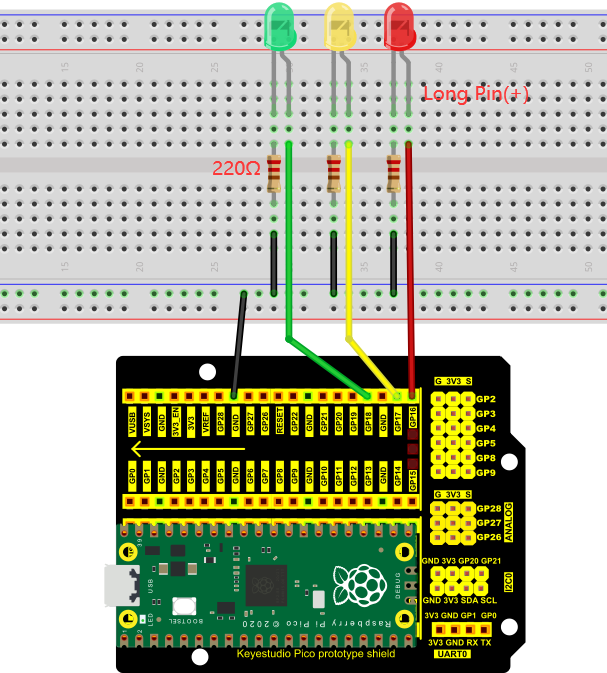 15 20 25 35 40 45 50
Long Pin(+)
220Ω
15 20 25 35 40 45 50
G 3V3 S
VUSB VSYS GND 3V3_EN 3V3 VREF GP28 GND GP27 GP26 RESET GP22 GND GP21 GP20 GP19 GP18 GND GP17 GP16
GP2
GP3
GP4
GP5
GP8
GP9
GP0 GP1 GND GP2 GP3 GP4 GP5 GND GP6 GP7 GP8 GP9 GND GP10 GP11 GP12 GP13 GND GP14 GP15
G 3V3 S
GP28
GP27
GP26
ANALOG
39
USB
DEBUG
GND 3V3 GP20 GP21
I2C0
GND 3V3 SDA SCL
LED
BOOTSEL
Raspberry Pi Pico © 2020
1
2
3V3 GND GP1 GP0
3V3 GND RX TX
UART0
Keyestudio Pico prototype shield